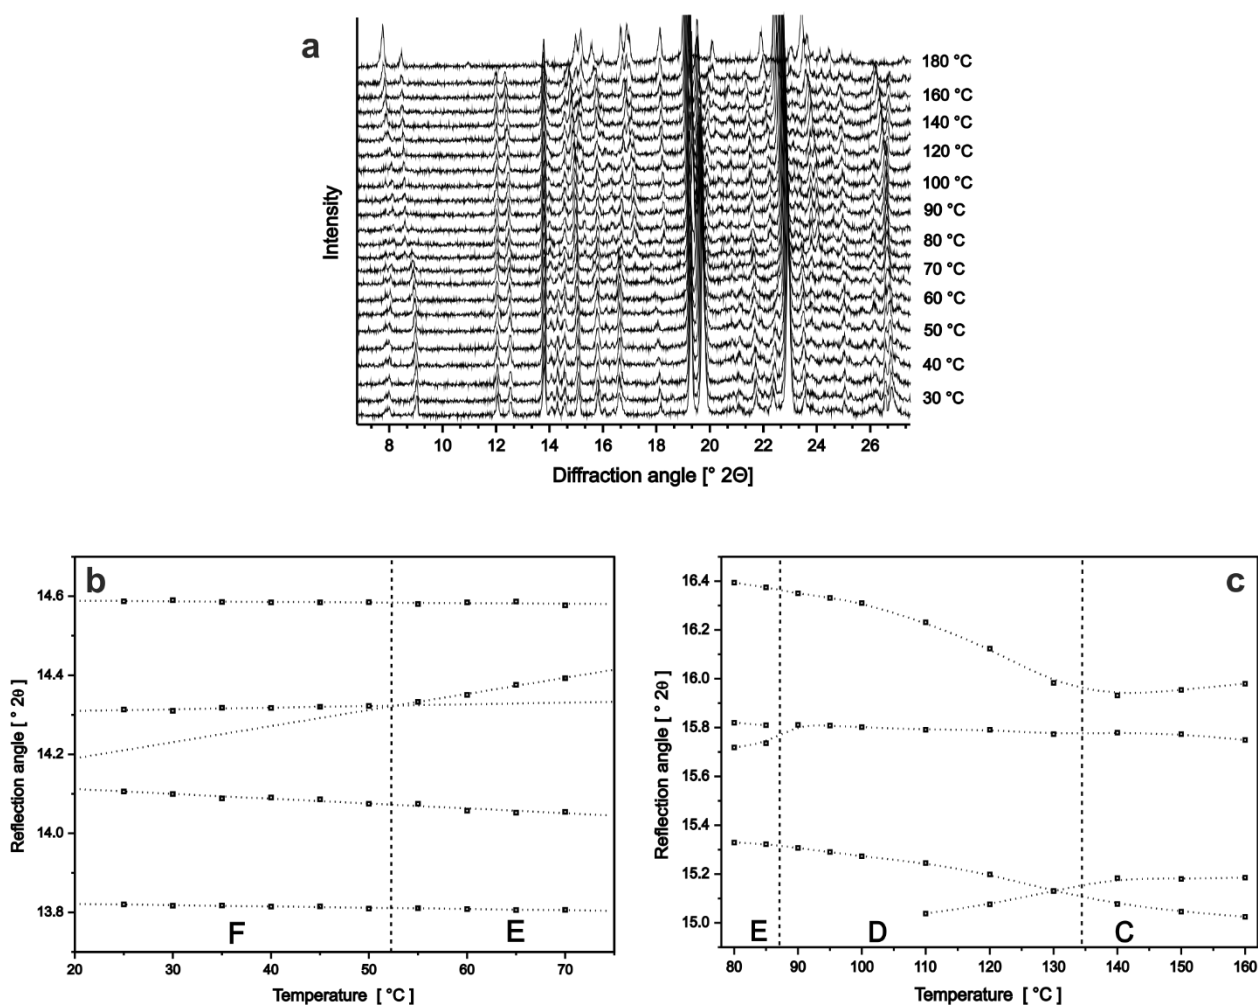 a
Intensity
180 °C
160 °C
140 °C
120 °C
100 °C
90 °C
80 °C
70 °C
60 °C
50 °C
40 °C
30 °C
8 10 12 14 16 18 20 22 24 26
Diffraction angle [° 2Θ]
b
Reflection angle [ ° 2θ]
14.6
14.4
14.2
14.0
13.8
F E
20 30 40 50 60 70
Temperature [ °C]
c
Reflection angle [ ° 2θ]
16.4
16.2
16.0
15.8
15.6
15.4
15.2
15.0
E D C
80 90 100 110 120 130 140 150 160
Temperature [ °C]